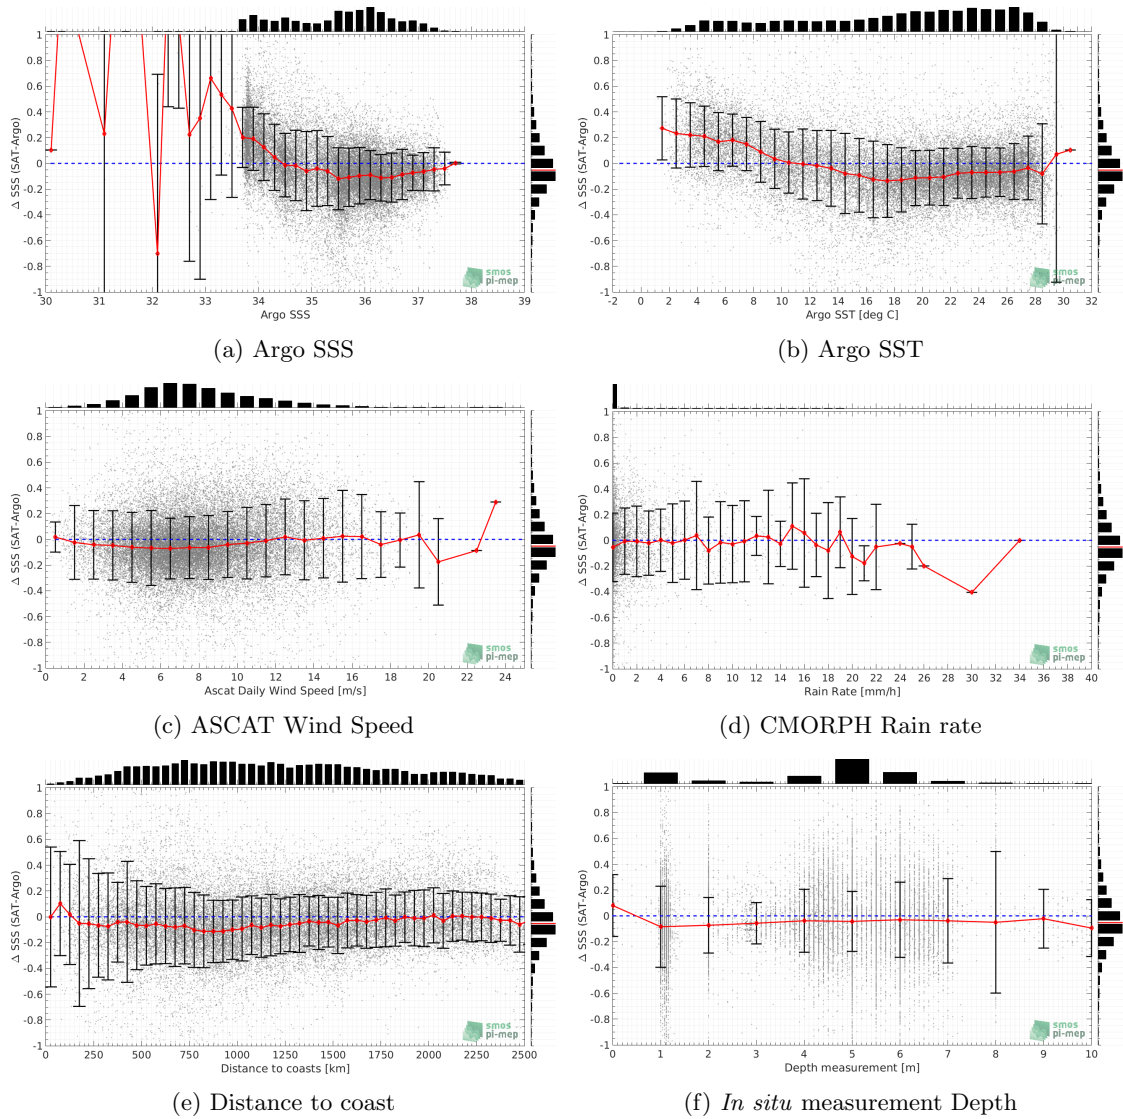 1
0.8
0.6
0.4
0.2
0
-0.2
-0.4
-0.6
-0.8
-1
Δ SSS (SAT-Argo)
30 31 32 33 34 35 36 37 38 39
Argo SSS
smos
pi-mep
(a) Argo SSS
1
0.8
0.6
0.4
0.2
0
-0.2
-0.4
-0.6
-0.8
-1
Δ SSS (SAT-Argo)
-2 0 2 4 6 8 10 12 14 16 18 20 22 24 26 28 30 32
Argo SST [deg C]
smos
pi-mep
(b) Argo SST
1
0.8
0.6
0.4
0.2
0
-0.2
-0.4
-0.6
-0.8
-1
Δ SSS (SAT-Argo)
0 2 4 6 8 10 12 14 16 18 20 22 24
Ascat Daily Wind Speed [m/s]
smos
pi-mep
(c) ASCAT Wind Speed
1
0.8
0.6
0.4
0.2
0
-0.2
-0.4
-0.6
-0.8
-1
Δ SSS (SAT-Argo)
0 2 4 6 8 10 12 14 16 18 20 22 24 26 28 30 32 34 36 38 40
Rain Rate [mm/h]
smos
pi-mep
(d) CMORPH Rain rate
1
0.8
0.6
0.4
0.2
0
-0.2
-0.4
-0.6
-0.8
-1
Δ SSS (SAT-Argo)
0 250 500 750 1000 1250 1500 1750 2000 2250 2500
Distance to coasts [km]
smos
pi-mep
(e) Distance to coast
1
0.8
0.6
0.4
0.2
0
-0.2
-0.4
-0.6
-0.8
-1
Δ SSS (SAT-Argo)
0 1 2 3 4 5 6 7 8 9 10
Depth measurement [m]
smos
pi-mep
(f) In situ measurement Depth